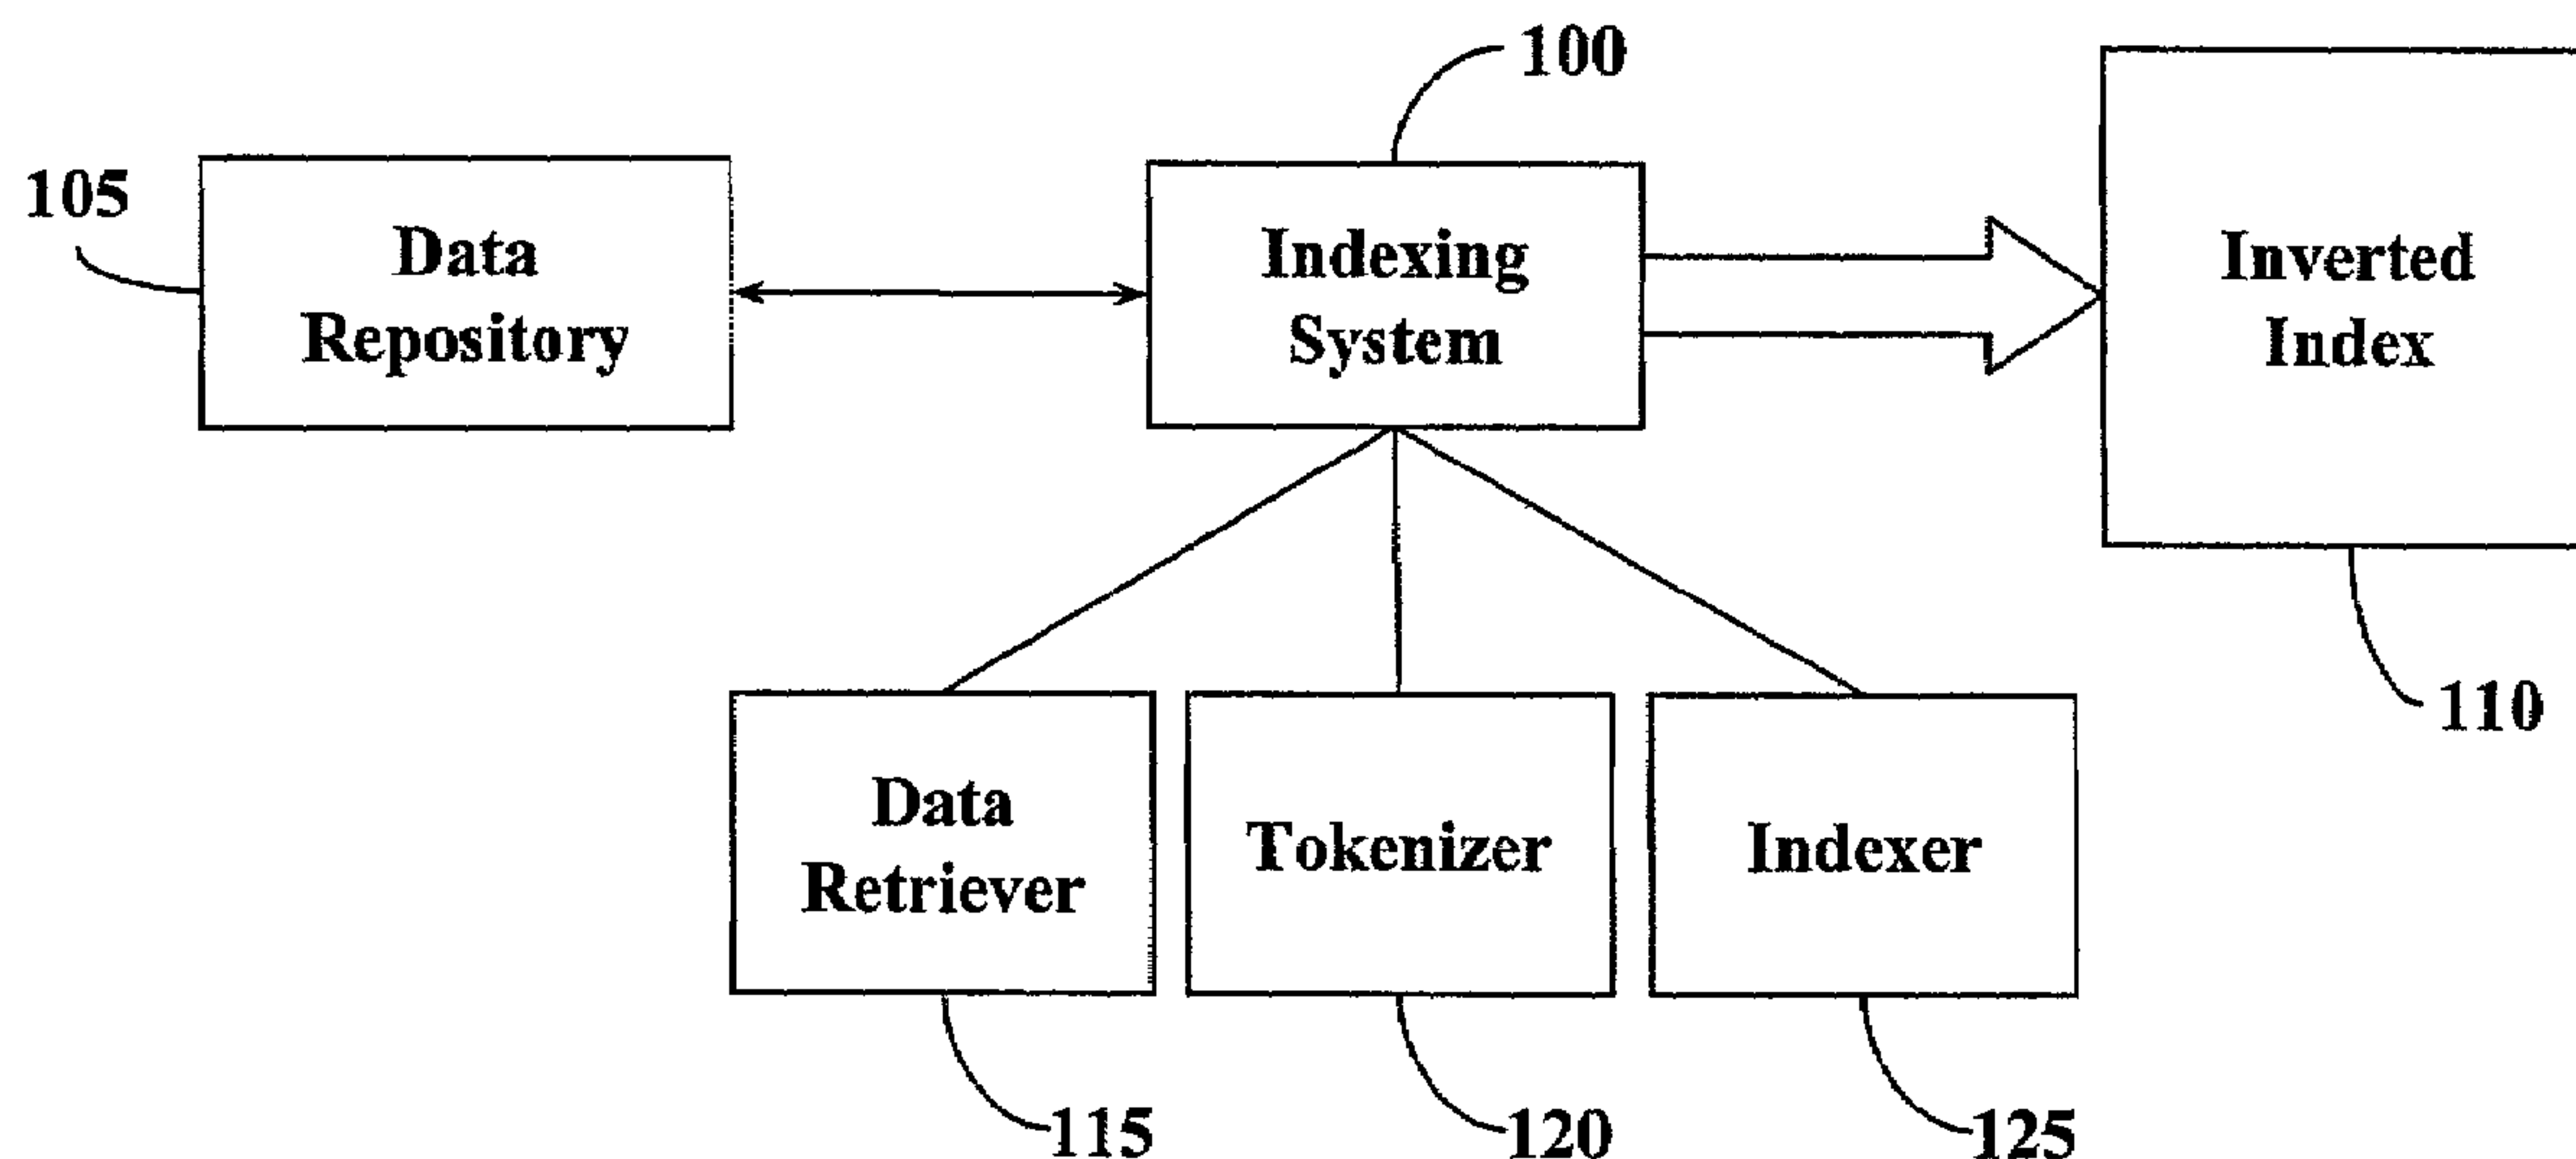 100
105
Data
Repository
Indexing
System
Inverted
Index
110
Data
Retriever
Tokenizer
Indexer
115
120
125